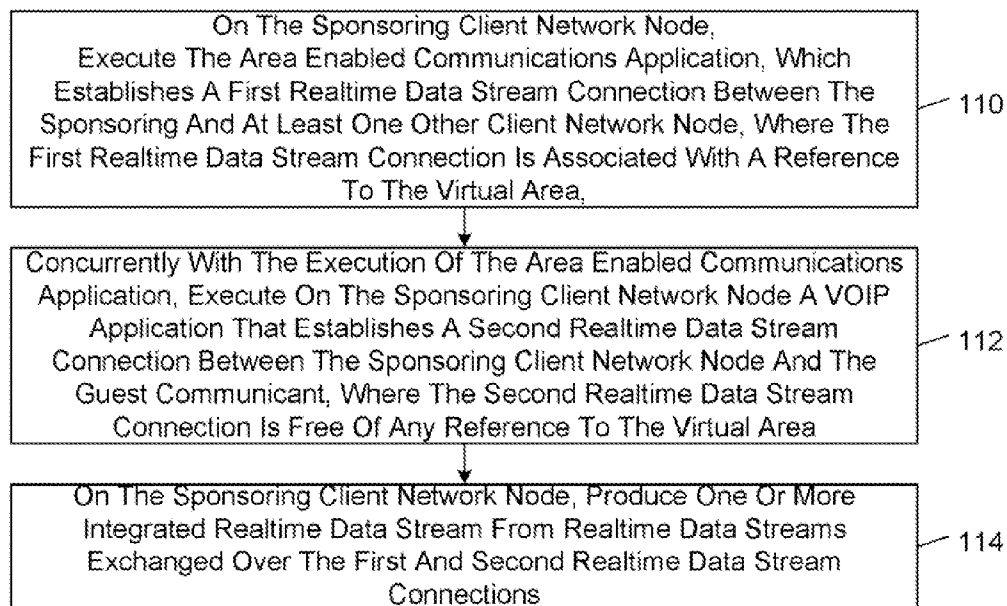 On The Sponsoring Client Network Node,
Execute The Area Enabled Communications Application, Which
Establishes A First Realtime Data Stream Connection Between The
Sponsoring And At Least One Other Client Network Node, Where The
First Realtime Data Stream Connection Is Associated With A Reference
To The Virtual Area,
110
Concurrently With The Execution Of The Area Enabled Communications
Application, Execute On The Sponsoring Client Network Node A VOIP
Application That Establishes A Second Realtime Data Stream
Connection Between The Sponsoring Client Network Node And The
Guest Communicant, Where The Second Realtime Data Stream
Connection Is Free Of Any Reference To The Virtual Area
112
On The Sponsoring Client Network Node, Produce One Or More
Integrated Realtime Data Stream From Realtime Data Streams
Exchanged Over The First And Second Realtime Data Stream
Connections
114